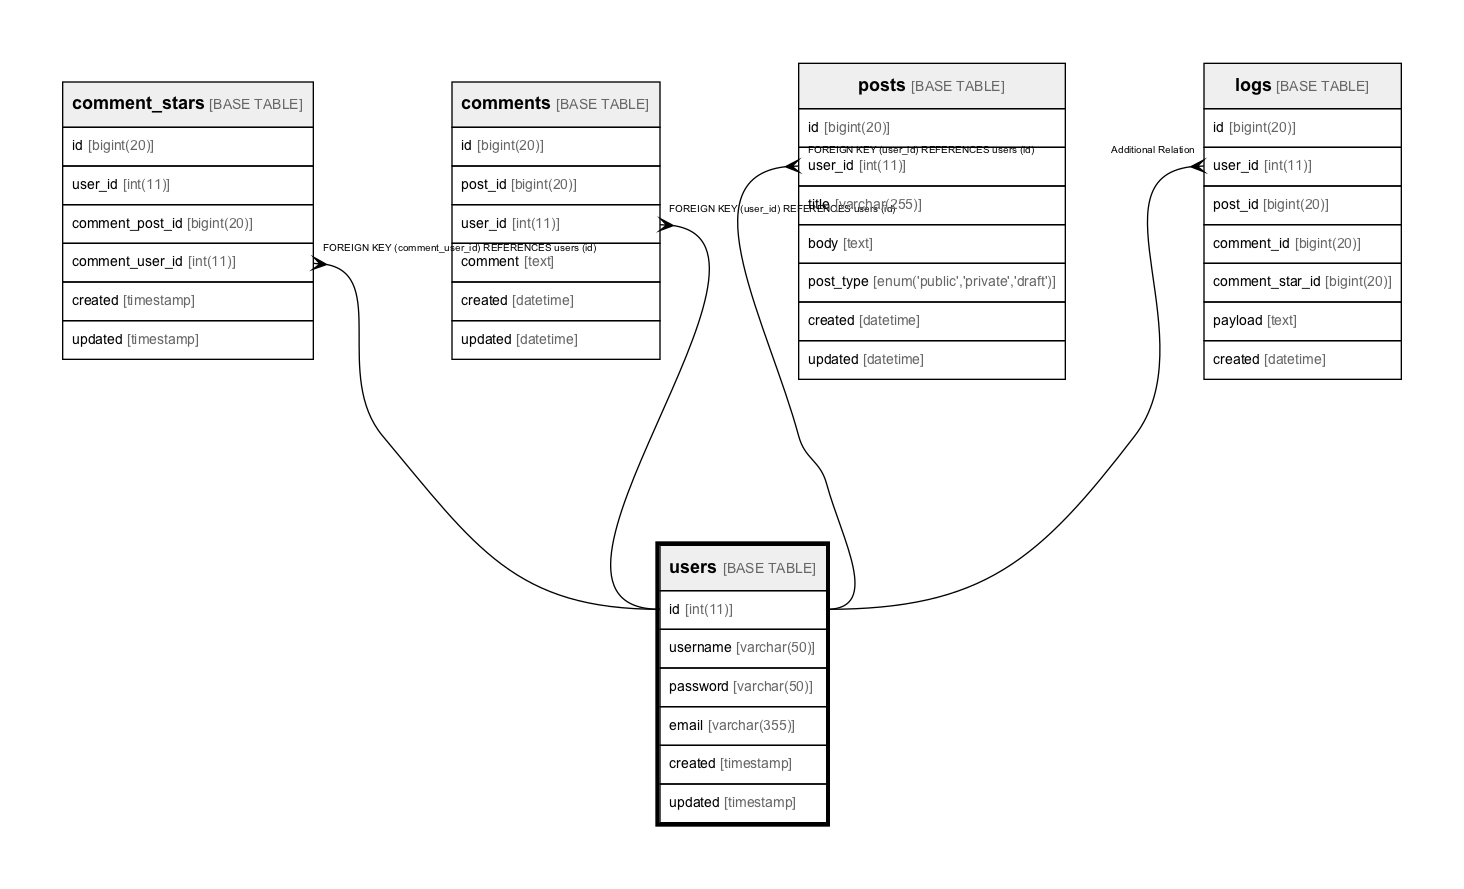 comment_stars [BASE TABLE]
id [bigint(20)]
user_id [int(11)]
comment_post_id [bigint(20)]
comment_user_id [int(11)]
created [timestamp]
updated [timestamp]
FOREIGN KEY (comment_user_id) REFERENCES users (id)
comments [BASE TABLE]
id [bigint(20)]
post_id [bigint(20)]
user_id [int(11)]
comment [text]
created [datetime]
updated [datetime]
FOREIGN KEY (user_id) REFERENCES users (id)
posts [BASE TABLE]
id [bigint(20)]
FOREIGN KEY (user_id) REFERENCES users (id)
user_id [int(11)]
title [varchar(255)]
body [text]
post_type [enum('public','private','draft')]
created [datetime]
updated [datetime]
Additional Relation
logs [BASE TABLE]
id [bigint(20)]
user_id [int(11)]
post_id [bigint(20)]
comment_id [bigint(20)]
comment_star_id [bigint(20)]
payload [text]
created [datetime]
users [BASE TABLE]
id [int(11)]
username [varchar(50)]
password [varchar(50)]
email [varchar(355)]
created [timestamp]
updated [timestamp]